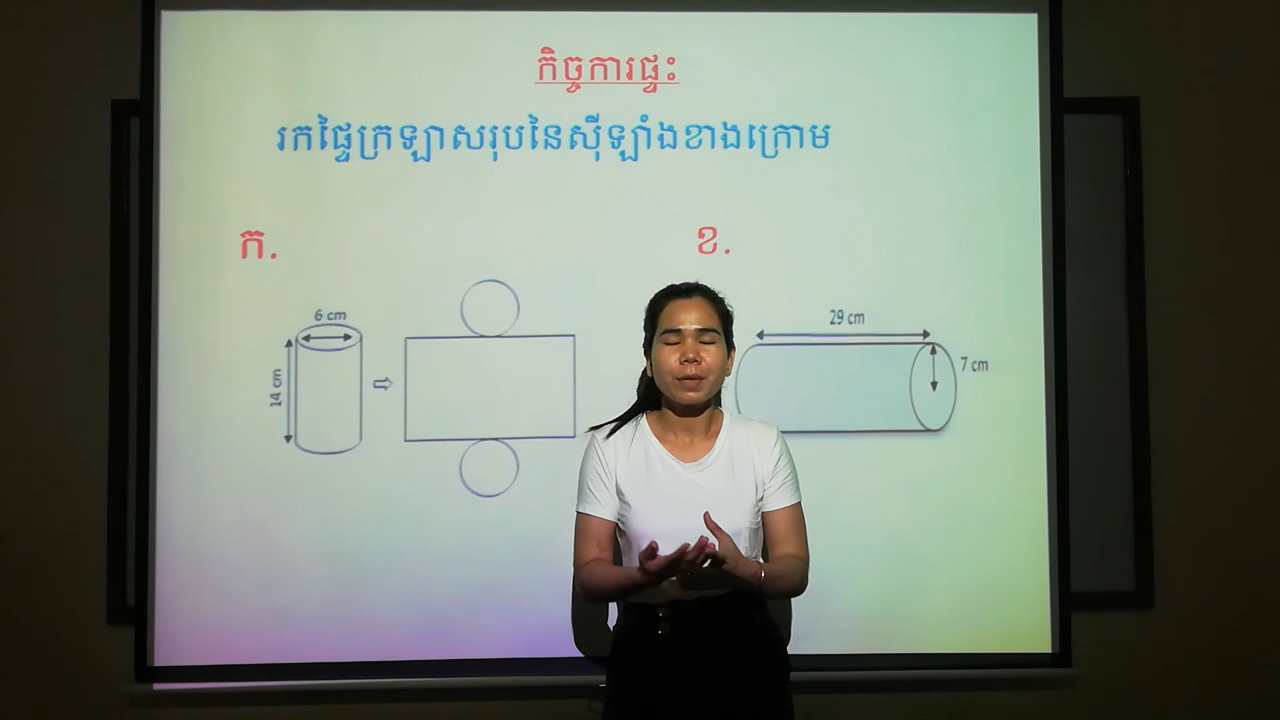 កិច្ចការផ្ទះ
រកផ្ទៃក្រឡាសរុបនៃស៊ីឡាំងខាងក្រោម
ក.
ខ.
6 cm
14 cm
29 cm
7 cm